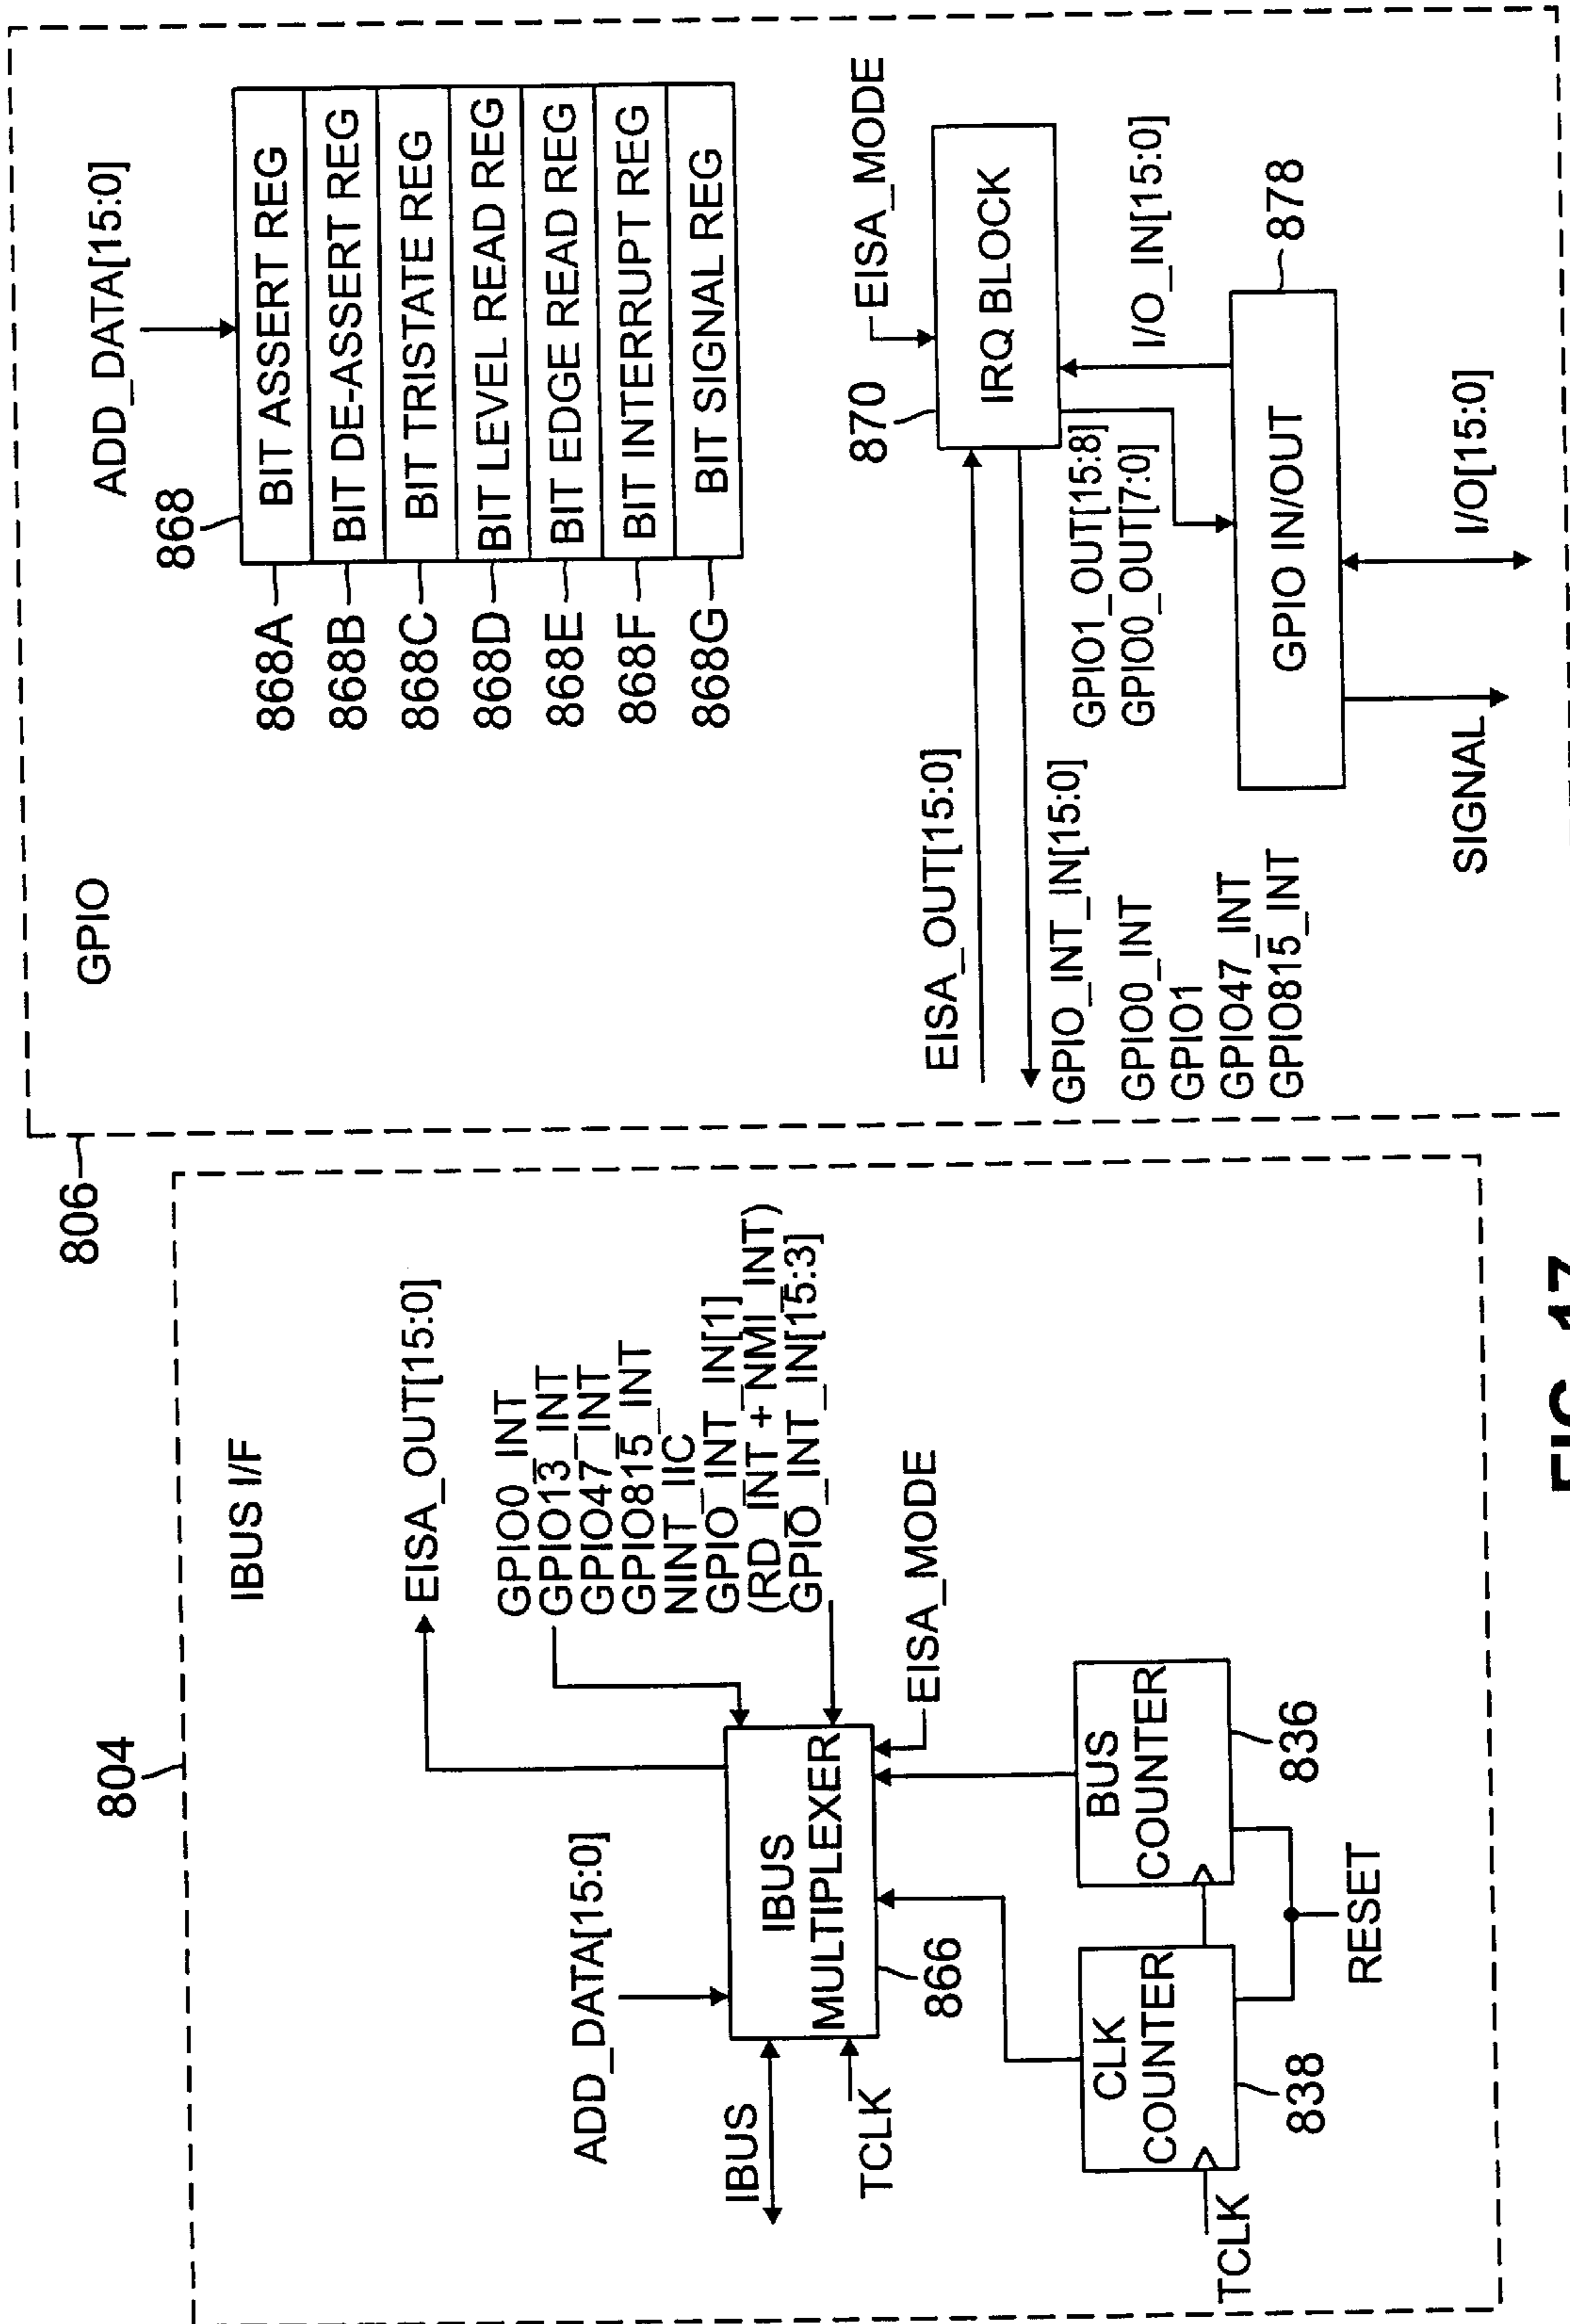 804
IBUS I/F
EISA_OUT[15:0]
ADD_DATA[15:0]
GPIO0_INT
GPIO13_INT
GPIO47_INT
GPIO815_INT
NINT_IIC
GPIO_INT_IN[1]
(RD_INT + NMI_INT)
GPIO_INT_IN[15:3]
IBUS
TCLK
IBUS
MULTIPLEXER
866
EISA_MODE
CLK
COUNTER
838
BUS
COUNTER
836
TCLK
RESET
806
GPIO
ADD_DATA[15:0]
868
868A
BIT ASSERT REG
868B
BIT DE-ASSERT REG
868C
BIT TRISTATE REG
868D
BIT LEVEL READ REG
868E
BIT EDGE READ REG
868F
BIT INTERRUPT REG
868G
BIT SIGNAL REG
870
EISA_MODE
EISA_OUT[15:0]
IRQ BLOCK
GPIO_INT_IN[15:0]
GPIO0_INT
GPIO1
GPIO47_INT
GPIO815_INT
GPIO1_OUT[15:8]
GPIO0_OUT[7:0]
I/O_IN[15:0]
GPIO IN/OUT
878
SIGNAL
I/O[15:0]